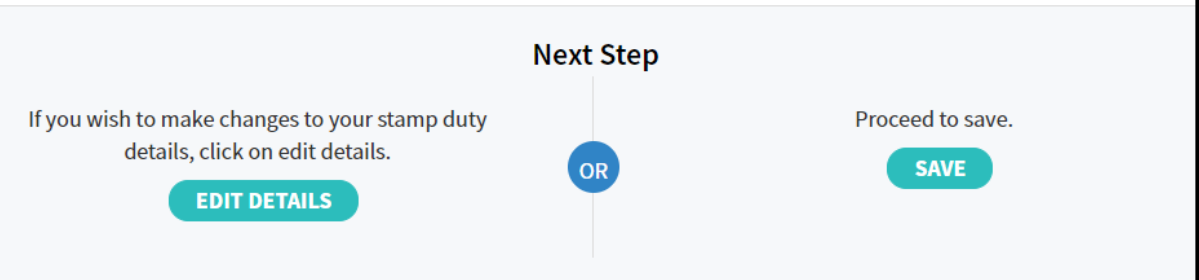 Next Step
If you wish to make changes to your stamp duty
details, click on edit details.
EDIT DETAILS
OR
Proceed to save.
SAVE